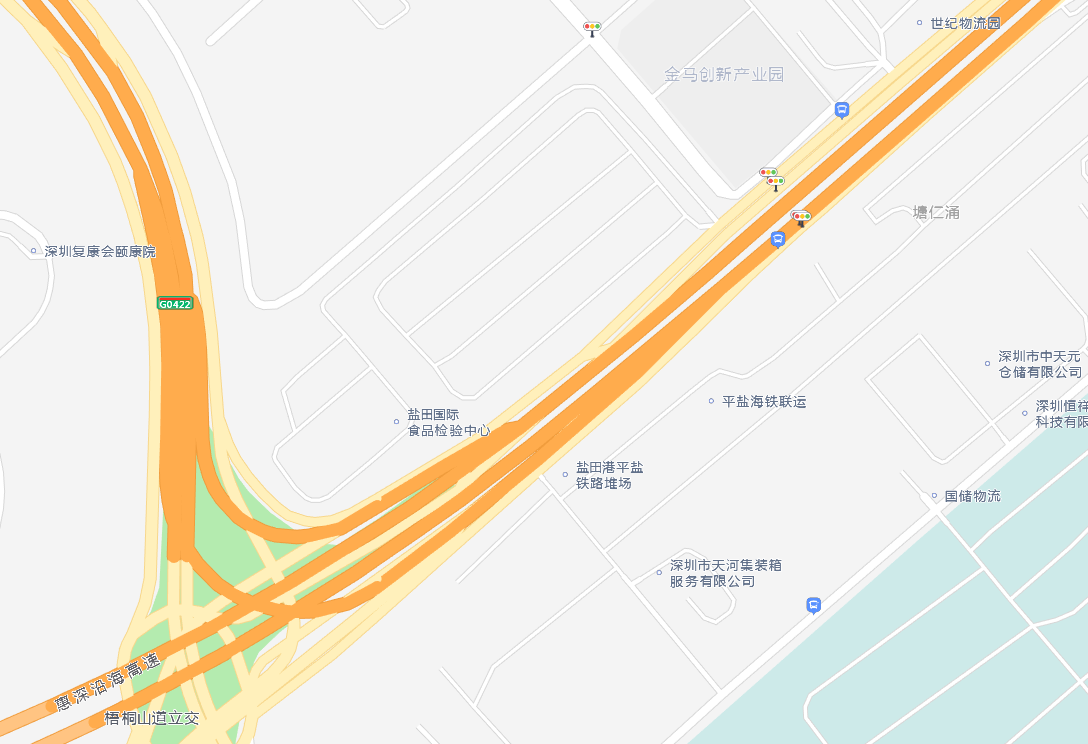 世纪物流园
金马创新产业园
塘仁涌
深圳复康会颐康院
G0422
深圳市中天元
仓储有限公司
平盐海铁联运
深圳恒祥
科技有限
盐田国际
食品检验中心
盐田港平盐
铁路堆场
国储物流
深圳市天河集装箱
服务有限公司
惠深沿海高速
梧桐山道立交